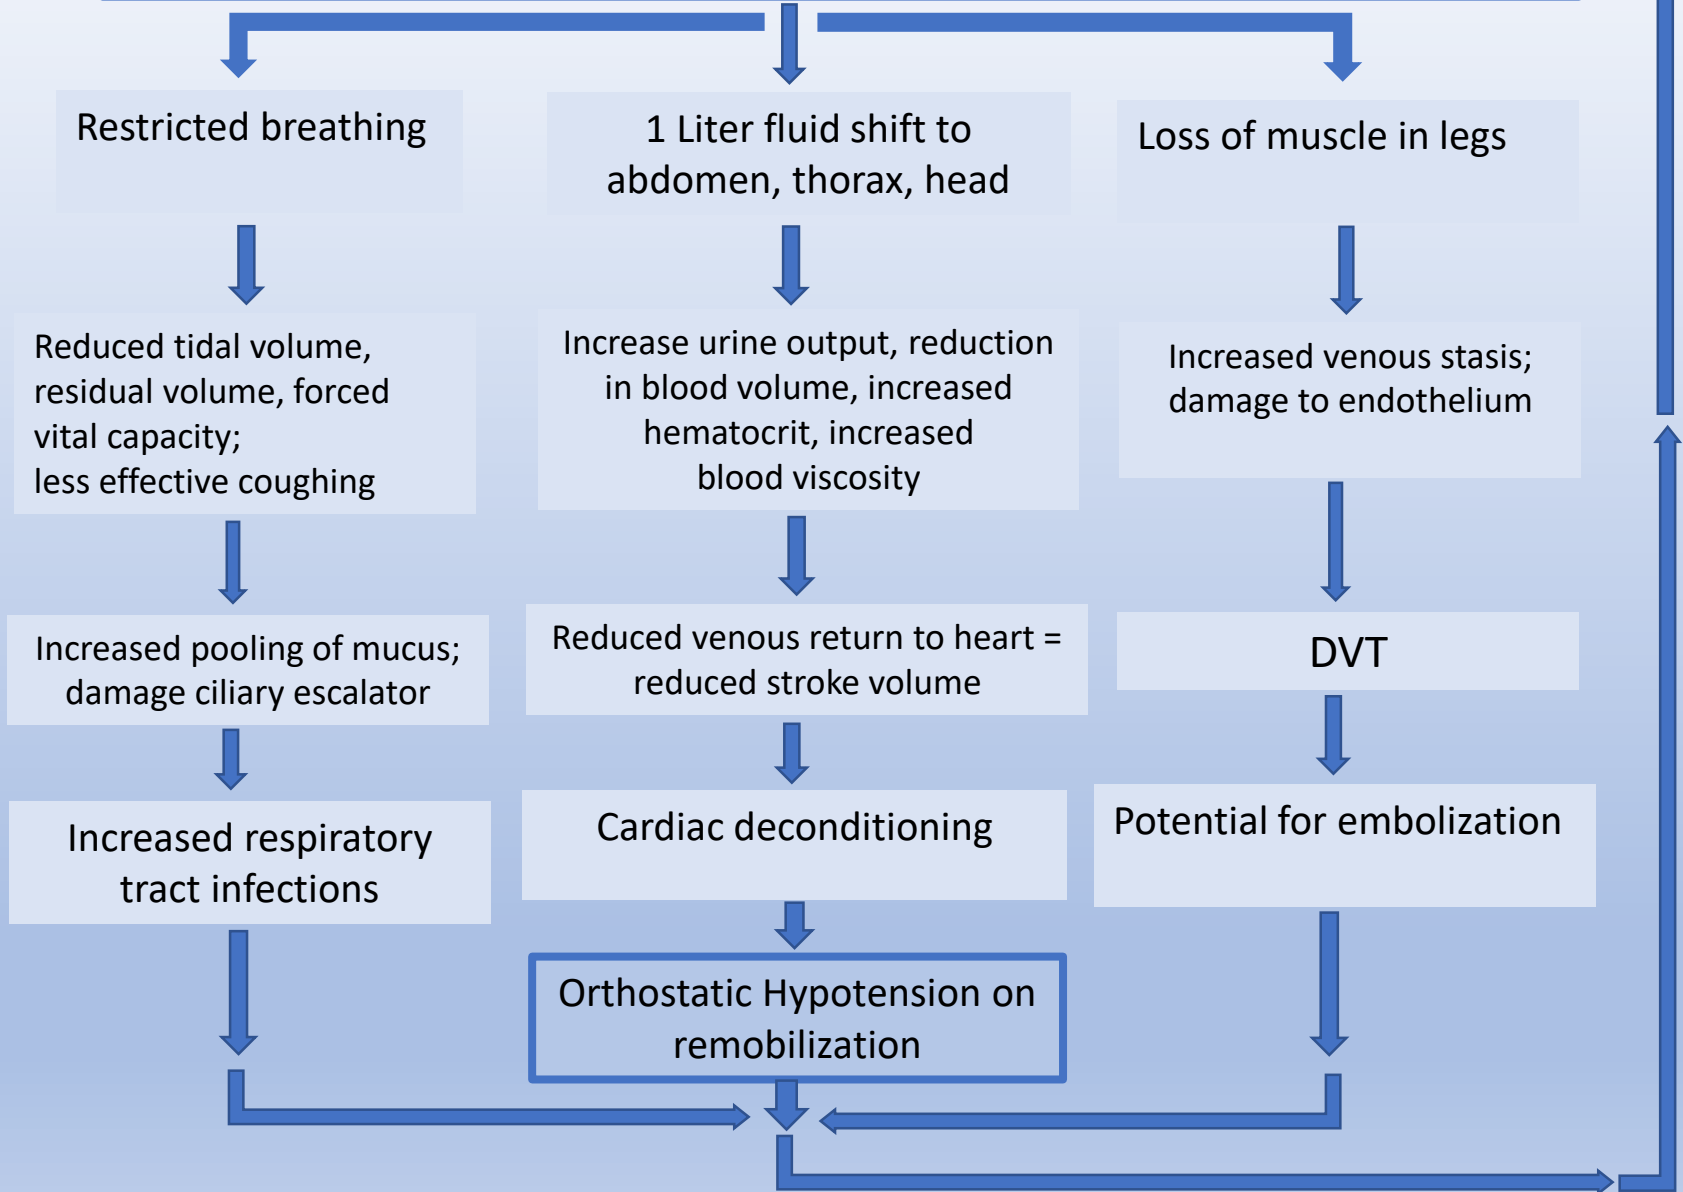 Restricted breathing
1 Liter fluid shift to
abdomen, thorax, head
Loss of muscle in legs
Reduced tidal volume,
residual volume, forced
vital capacity;
less effective coughing
Increase urine output, reduction
in blood volume, increased
hematocrit, increased
blood viscosity
Increased venous stasis;
damage to endothelium
Increased pooling of mucus;
damage ciliary escalator
Reduced venous return to heart =
reduced stroke volume
DVT
Increased respiratory
tract infections
Cardiac deconditioning
Potential for embolization
Orthostatic Hypotension on
remobilization